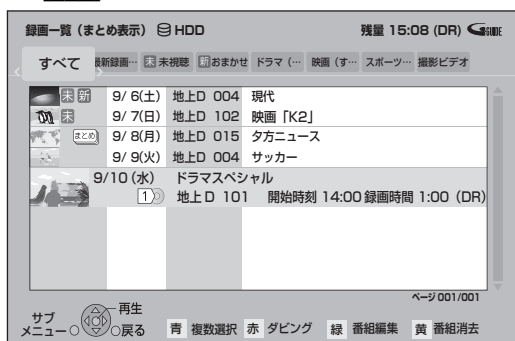 録画一覧（まとめ表示） HDD 残量 15:08 (DR) GGUIDE
すべて 最新録画… 未 未視聴 新 おまかせ ドラマ（… 映画（す… スポーツ… 撮影ビデオ
未 新 9/ 6(土) 地上D 004 現代
未 9/ 7(日) 地上D 102 映画「K2」
まとめ 9/ 8(月) 地上D 015 夕方ニュース
9/ 9(火) 地上D 004 サッカー
9/10(水) ドラマスペシャル
1 地上D 101 開始時刻 14:00 録画時間 1:00（DR)
ページ 001/001
サブメニュー 再生 戻る 青 複数選択 赤 ダビング 緑 番組編集 黄 番組消去